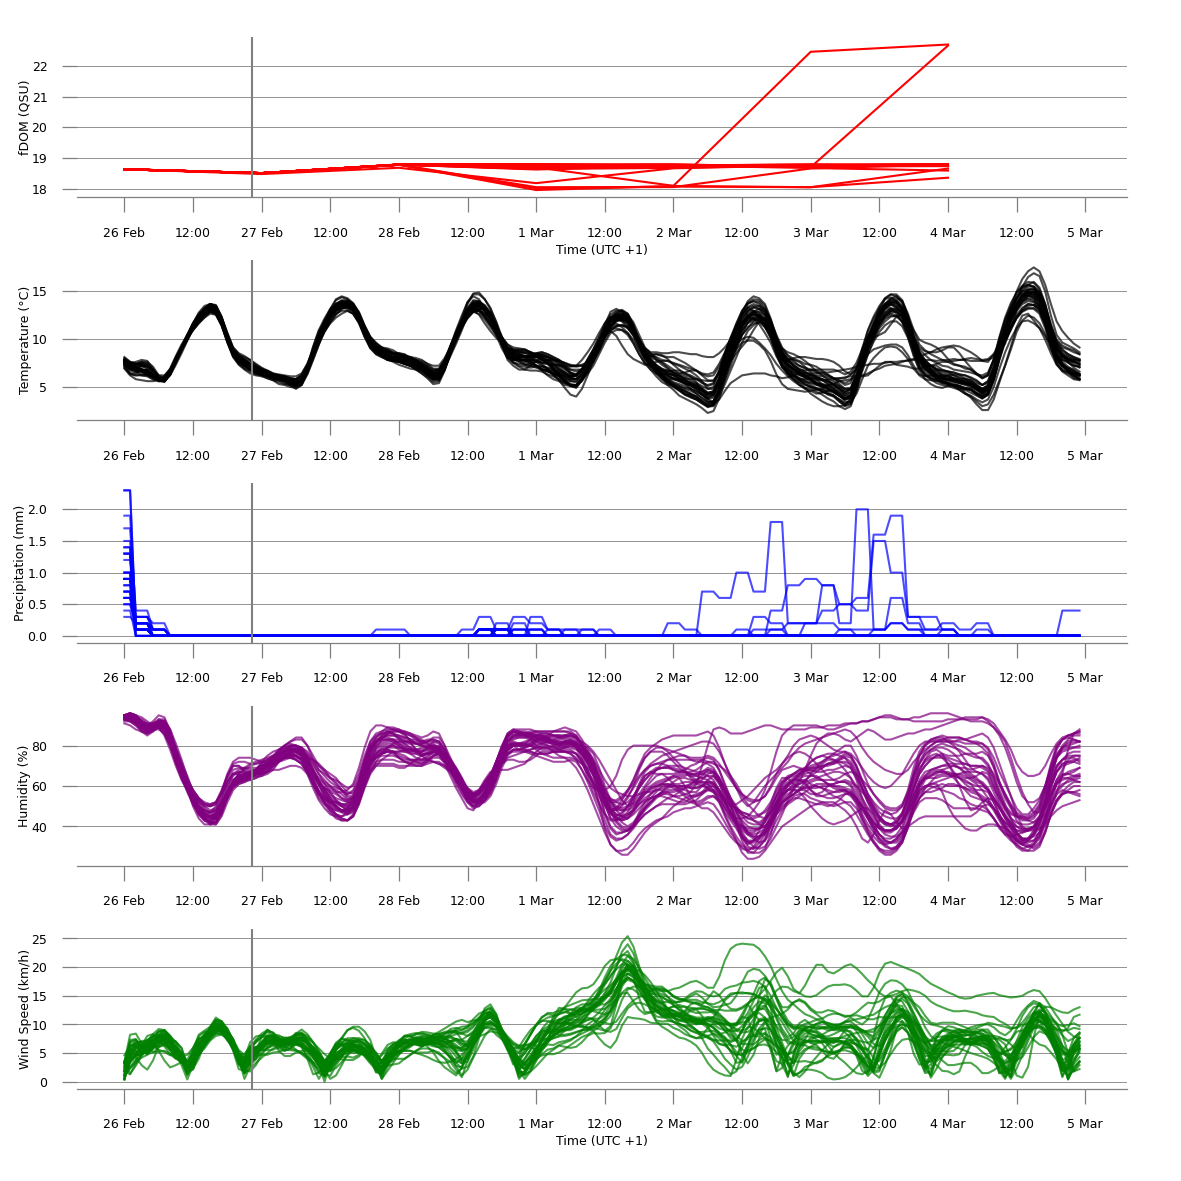 fDOM (QSU)
22
21
20
19
18
26 Feb 12:00 27 Feb 12:00 28 Feb 12:00 1 Mar 12:00 2 Mar 12:00 3 Mar 12:00 4 Mar 12:00 5 Mar
Time (UTC +1)
Temperature (°C)
15
10
5
26 Feb 12:00 27 Feb 12:00 28 Feb 12:00 1 Mar 12:00 2 Mar 12:00 3 Mar 12:00 4 Mar 12:00 5 Mar
Precipitation (mm)
2.0
1.5
1.0
0.5
0.0
26 Feb 12:00 27 Feb 12:00 28 Feb 12:00 1 Mar 12:00 2 Mar 12:00 3 Mar 12:00 4 Mar 12:00 5 Mar
Humidity (%)
80
60
40
26 Feb 12:00 27 Feb 12:00 28 Feb 12:00 1 Mar 12:00 2 Mar 12:00 3 Mar 12:00 4 Mar 12:00 5 Mar
Wind Speed (km/h)
25
20
15
10
5
0
26 Feb 12:00 27 Feb 12:00 28 Feb 12:00 1 Mar 12:00 2 Mar 12:00 3 Mar 12:00 4 Mar 12:00 5 Mar
Time (UTC +1)